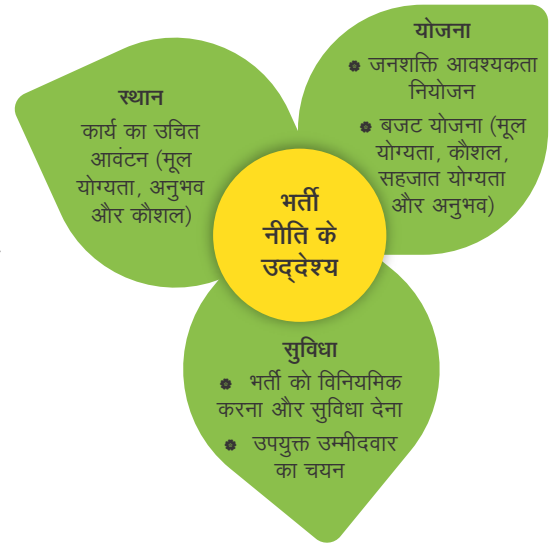 योजना
● जनशक्ति आवश्यकता
नियोजन
● बजट योजना (मूल
योग्यता, कौशल,
सहजात योग्यता
और अनुभव)
स्थान
कार्य का उचित
आवंटन (मूल
योग्यता, अनुभव
और कौशल)
भर्ती
नीति के
उद्देश्य
सुविधा
● भर्ती को विनियमिक
करना और सुविधा देना
● उपयुक्त उम्मीदवार
का चयन